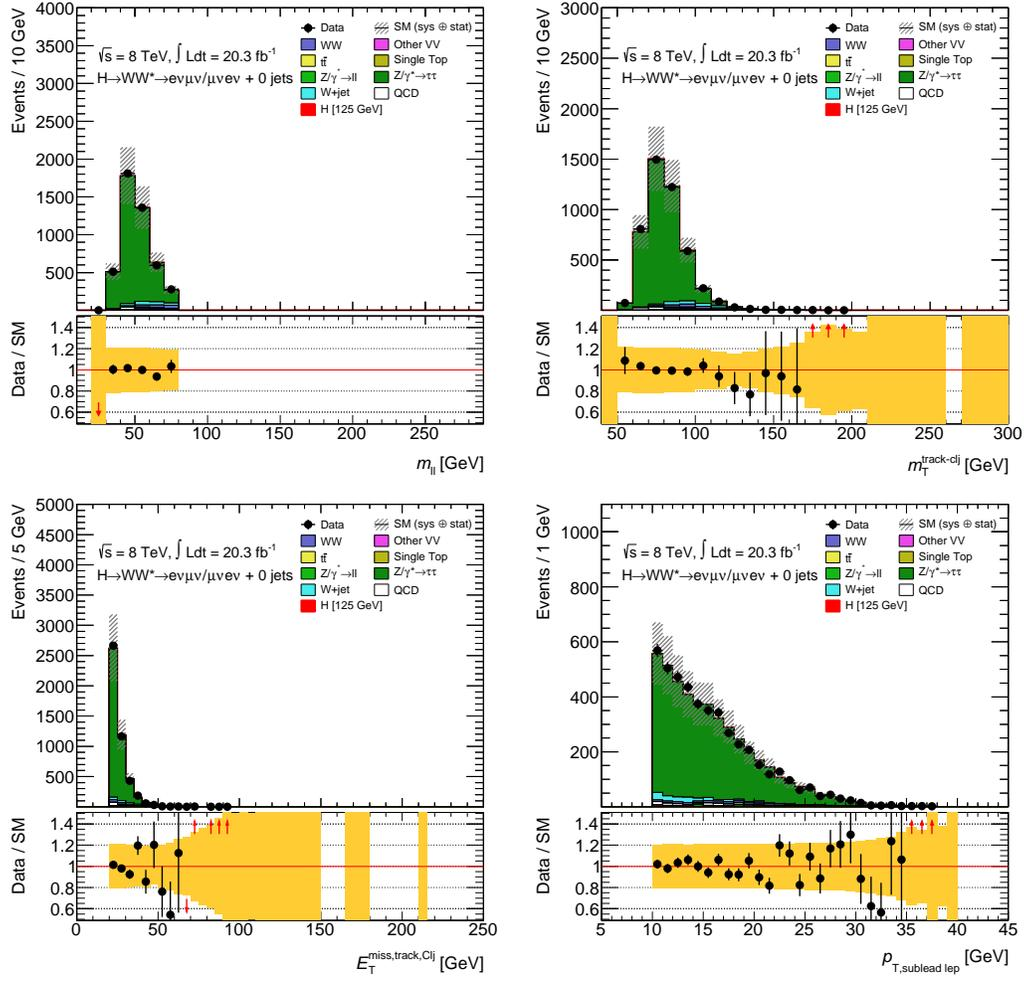 Events / 10 GeV
4000
3500
3000
2500
2000
1500
1000
500
√s = 8 TeV, ∫ Ldt = 20.3 fb-1
H→WW*→eνμν/μνeν + 0 jets
Data
SM (sys ⊕ stat)
WW
Other VV
tt̄
Single Top
Z/γ*→ll
Z/γ*→ττ
W+jet
QCD
H [125 GeV]
Data / SM
1.4
1.2
1
0.8
0.6
50 100 150 200 250
mll [GeV]
Events / 10 GeV
3000
2500
2000
1500
1000
500
√s = 8 TeV, ∫ Ldt = 20.3 fb-1
H→WW*→eνμν/μνeν + 0 jets
Data
SM (sys ⊕ stat)
WW
Other VV
tt̄
Single Top
Z/γ*→ll
Z/γ*→ττ
W+jet
QCD
H [125 GeV]
Data / SM
1.4
1.2
1
0.8
0.6
50 100 150 200 250 300
mTtrack-clj [GeV]
Events / 5 GeV
5000
4500
4000
3500
3000
2500
2000
1500
1000
500
√s = 8 TeV, ∫ Ldt = 20.3 fb-1
H→WW*→eνμν/μνeν + 0 jets
Data
SM (sys ⊕ stat)
WW
Other VV
tt̄
Single Top
Z/γ*→ll
Z/γ*→ττ
W+jet
QCD
H [125 GeV]
Data / SM
1.4
1.2
1
0.8
0.6
0 50 100 150 200 250
ETmiss,track,Clj [GeV]
Events / 1 GeV
1000
800
600
400
200
√s = 8 TeV, ∫ Ldt = 20.3 fb-1
H→WW*→eνμν/μνeν + 0 jets
Data
SM (sys ⊕ stat)
WW
Other VV
tt̄
Single Top
Z/γ*→ll
Z/γ*→ττ
W+jet
QCD
H [125 GeV]
Data / SM
1.4
1.2
1
0.8
0.6
5 10 15 20 25 30 35 40 45
pT,sublead lep [GeV]